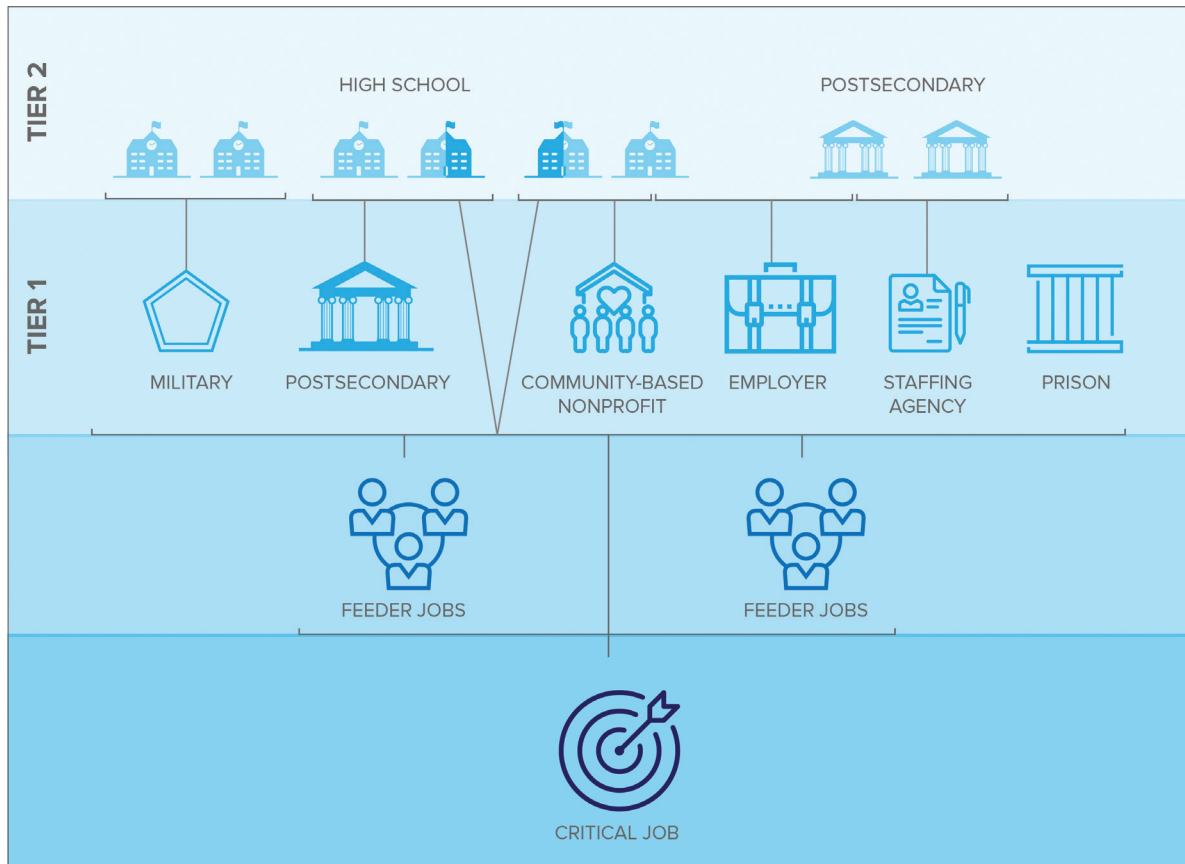 TIER 2
HIGH SCHOOL
POSTSECONDARY
TIER 1
MILITARY
POSTSECONDARY
COMMUNITY-BASED
NONPROFIT
EMPLOYER
STAFFING
AGENCY
PRISON
FEEDER JOBS
FEEDER JOBS
CRITICAL JOB